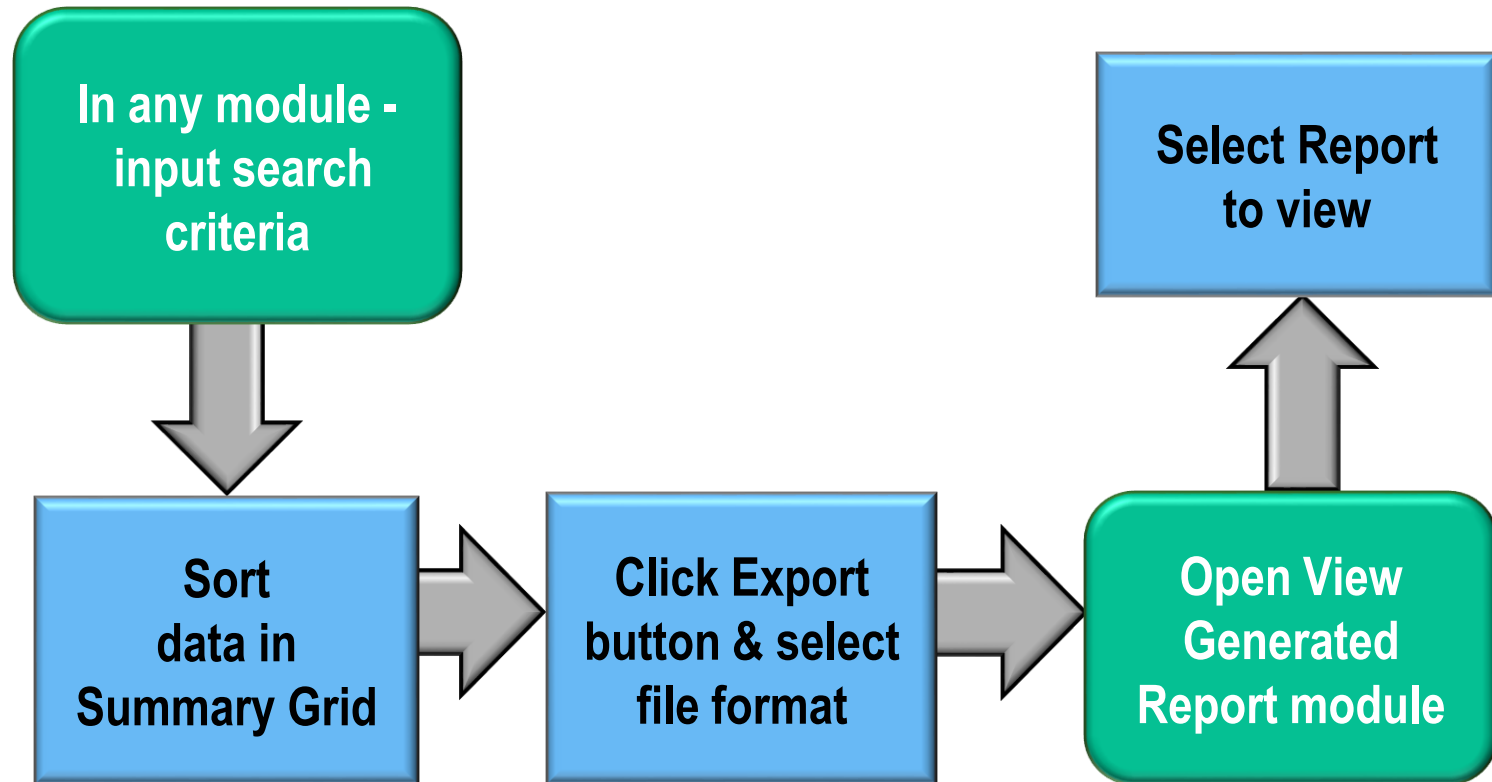 In any module -
input search
criteria
Sort
data in
Summary Grid
Click Export
button & select
file format
Open View
Generated
Report module
Select Report
to view